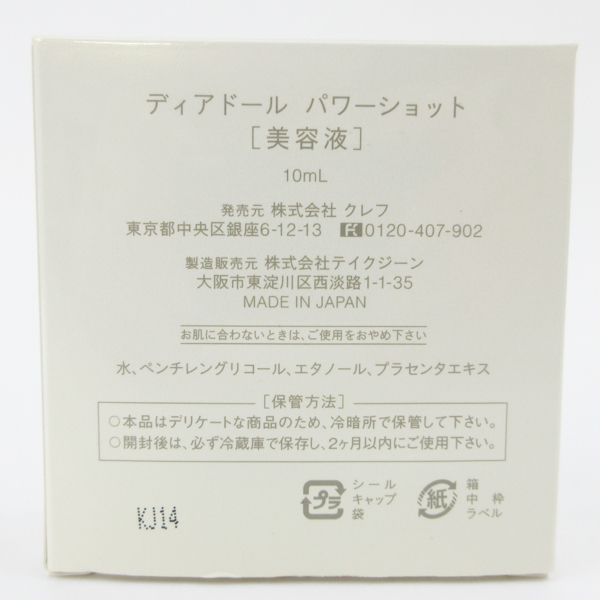 ディアドール パワーショット
[美容液]
10mL
発売元 株式会社 クレフ
東京都中央区銀座6-12-13 0120-407-902
製造販売元 株式会社テイクジーン
大阪市東淀川区西淡路1-1-35
MADE IN JAPAN
お肌に合わないときは、ご使用をおやめ下さい
水、ペンチレングリコール、エタノール、プラセンタエキス
[保管方法]
○本品はデリケートな商品のため、冷暗所で保管して下さい。
○開封後は、必ず冷蔵庫で保存し、2ヶ月以内にご使用下さい。
プラ シール
キャップ
袋
紙 箱
中枠
ラベル
KJ14